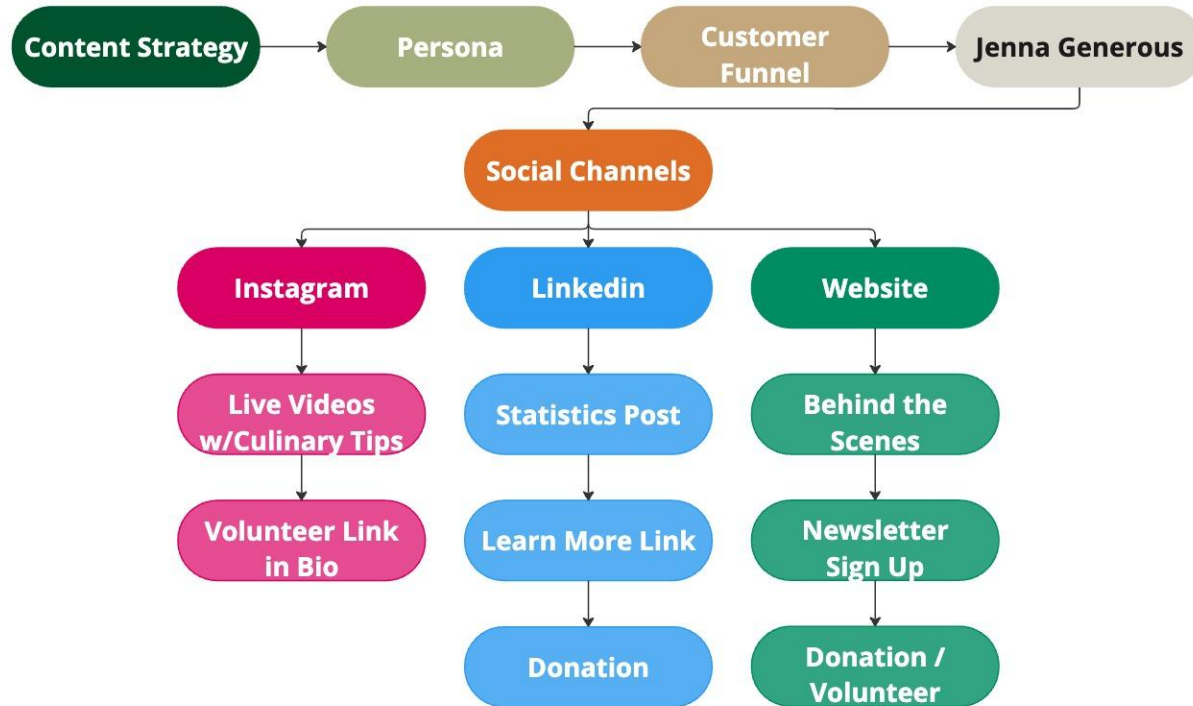 Content Strategy
Persona
Customer
Funnel
Jenna Generous
Social Channels
Instagram
Linkedin
Website
Live Videos
w/Culinary Tips
Statistics Post
Behind the
Scenes
Volunteer Link
in Bio
Learn More Link
Newsletter
Sign Up
Donation
Donation /
Volunteer